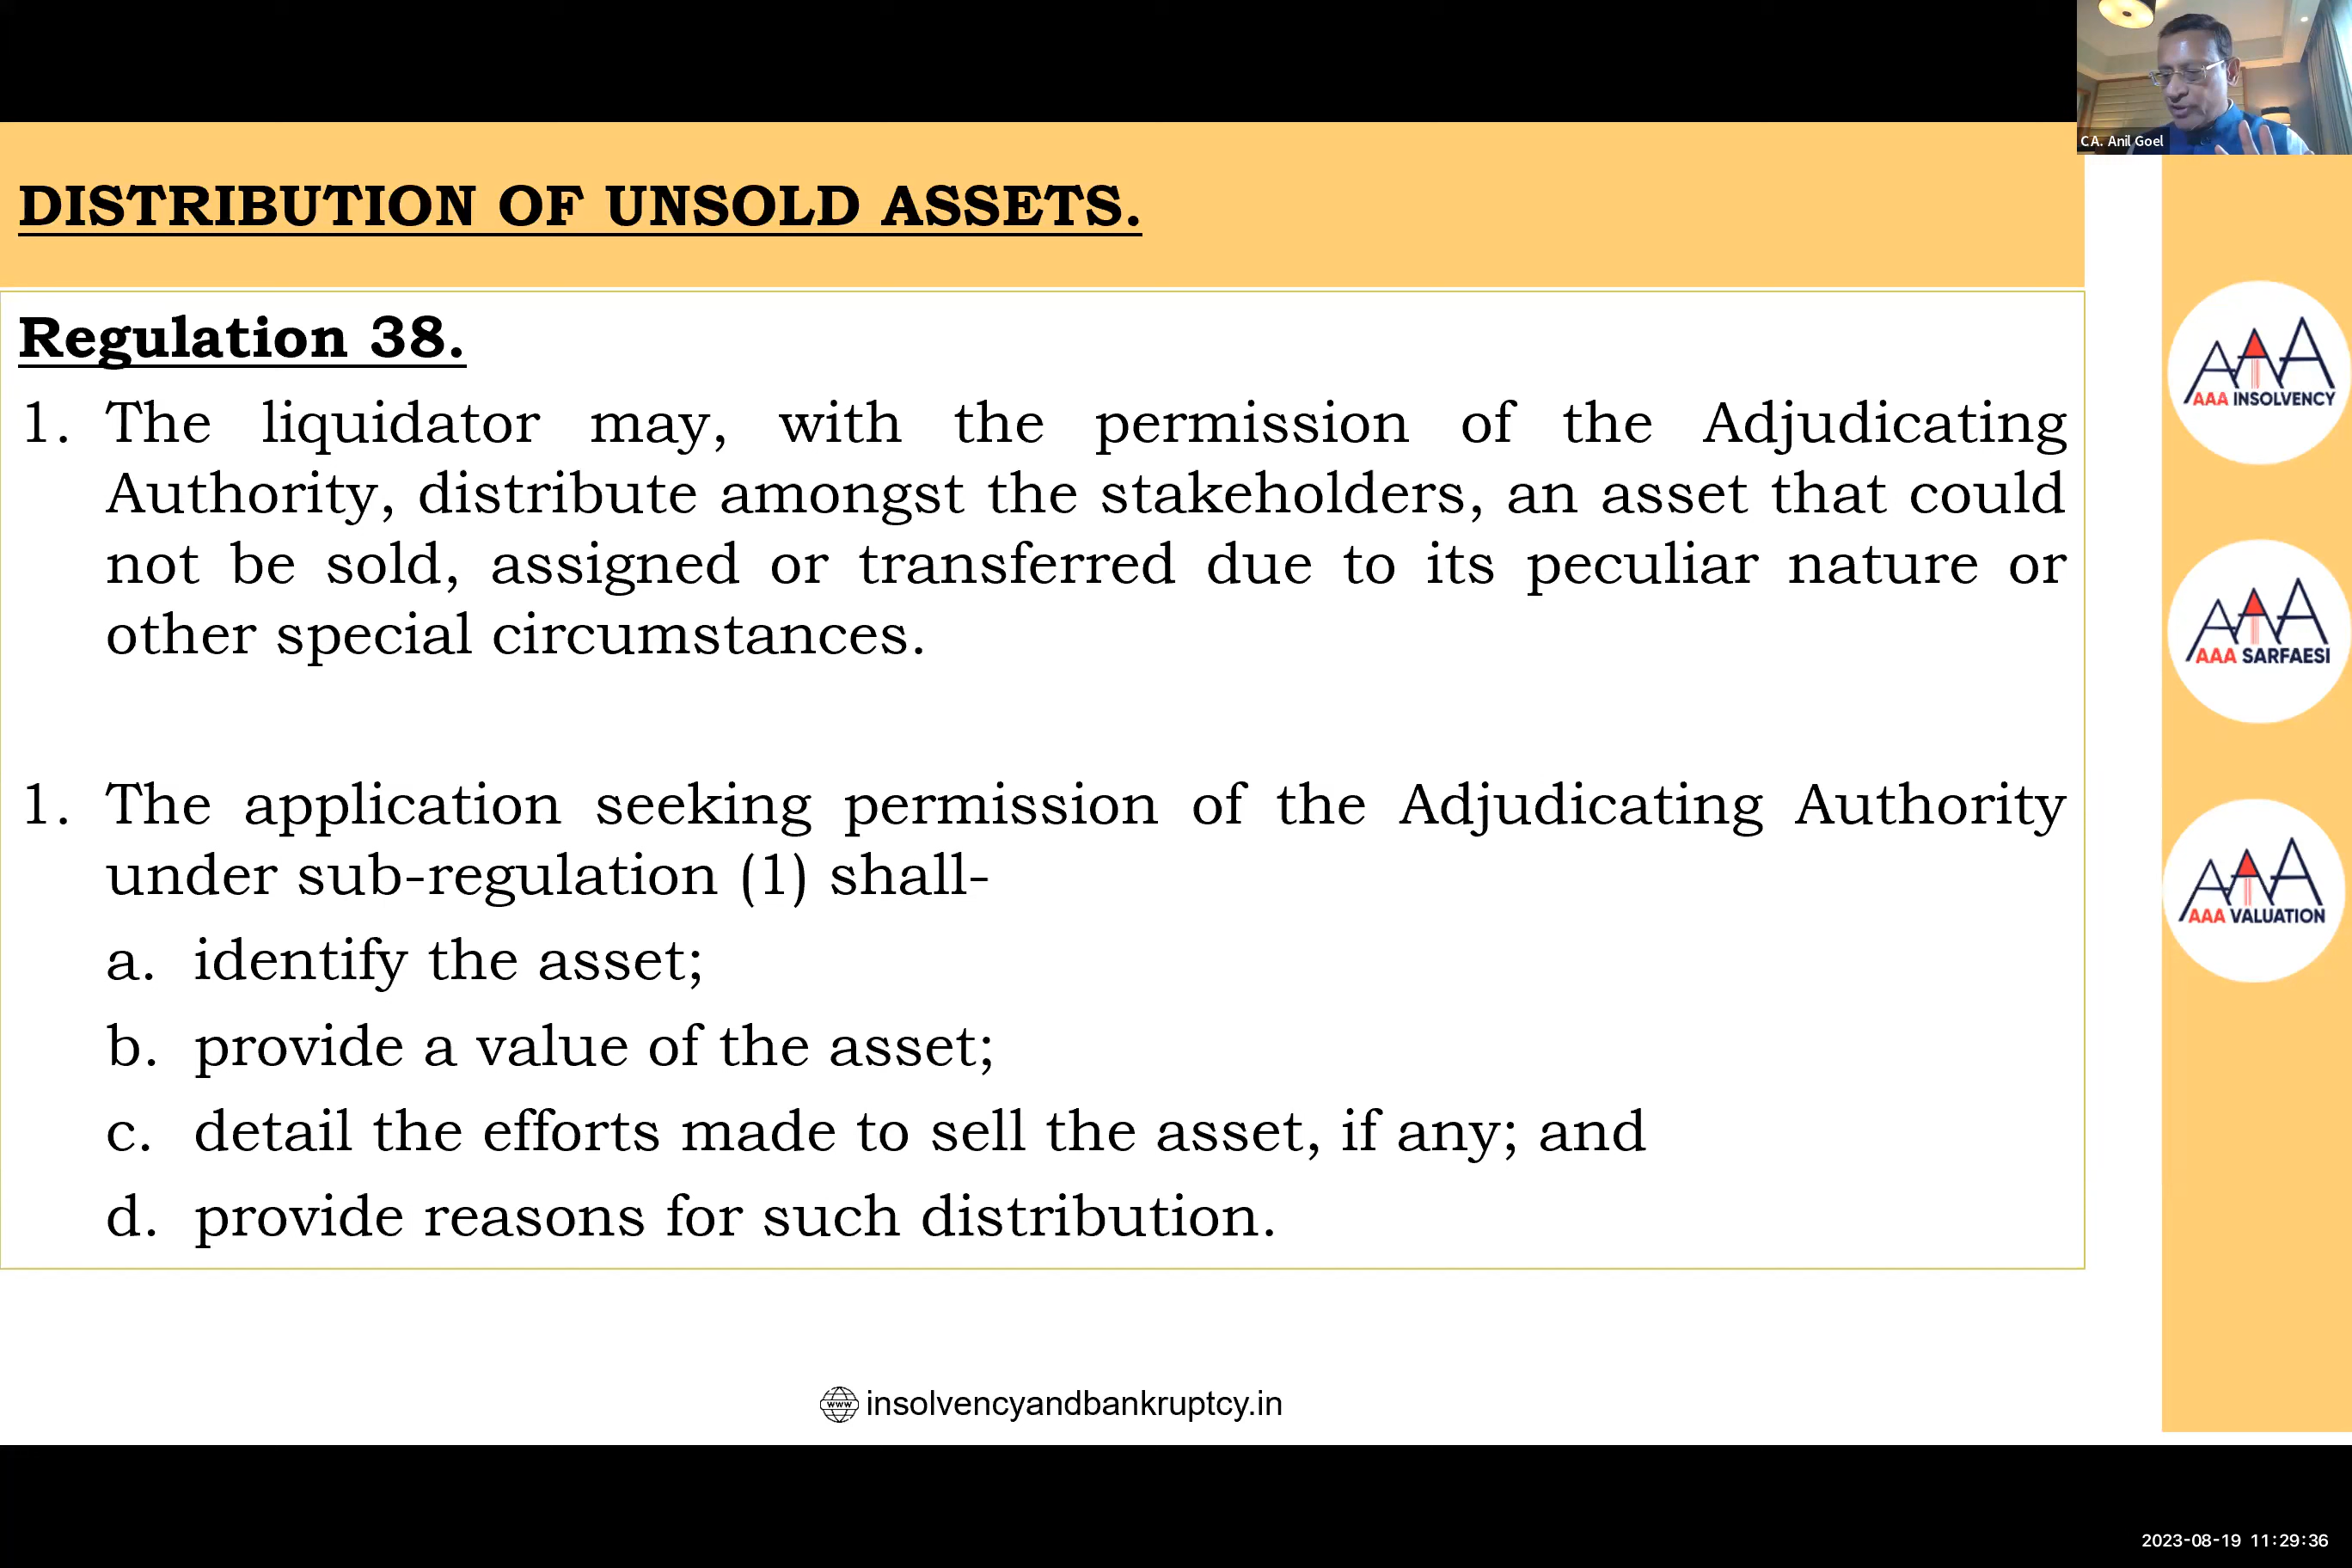 CA. Anil Goel
DISTRIBUTION OF UNSOLD ASSETS.
Regulation 38.
1. The liquidator may, with the permission of the Adjudicating
Authority, distribute amongst the stakeholders, an asset that could
not be sold, assigned or transferred due to its peculiar nature or
other special circumstances.
1. The application seeking permission of the Adjudicating Authority
under sub-regulation (1) shall-
a. identify the asset;
b. provide a value of the asset;
c. detail the efforts made to sell the asset, if any; and
d. provide reasons for such distribution.
AAA
AAA INSOLVENCY
AAA
AAA SARFAESI
AAA
AAA VALUATION
www insolvencyandbankruptcy.in
2023-08-19 11:29:36